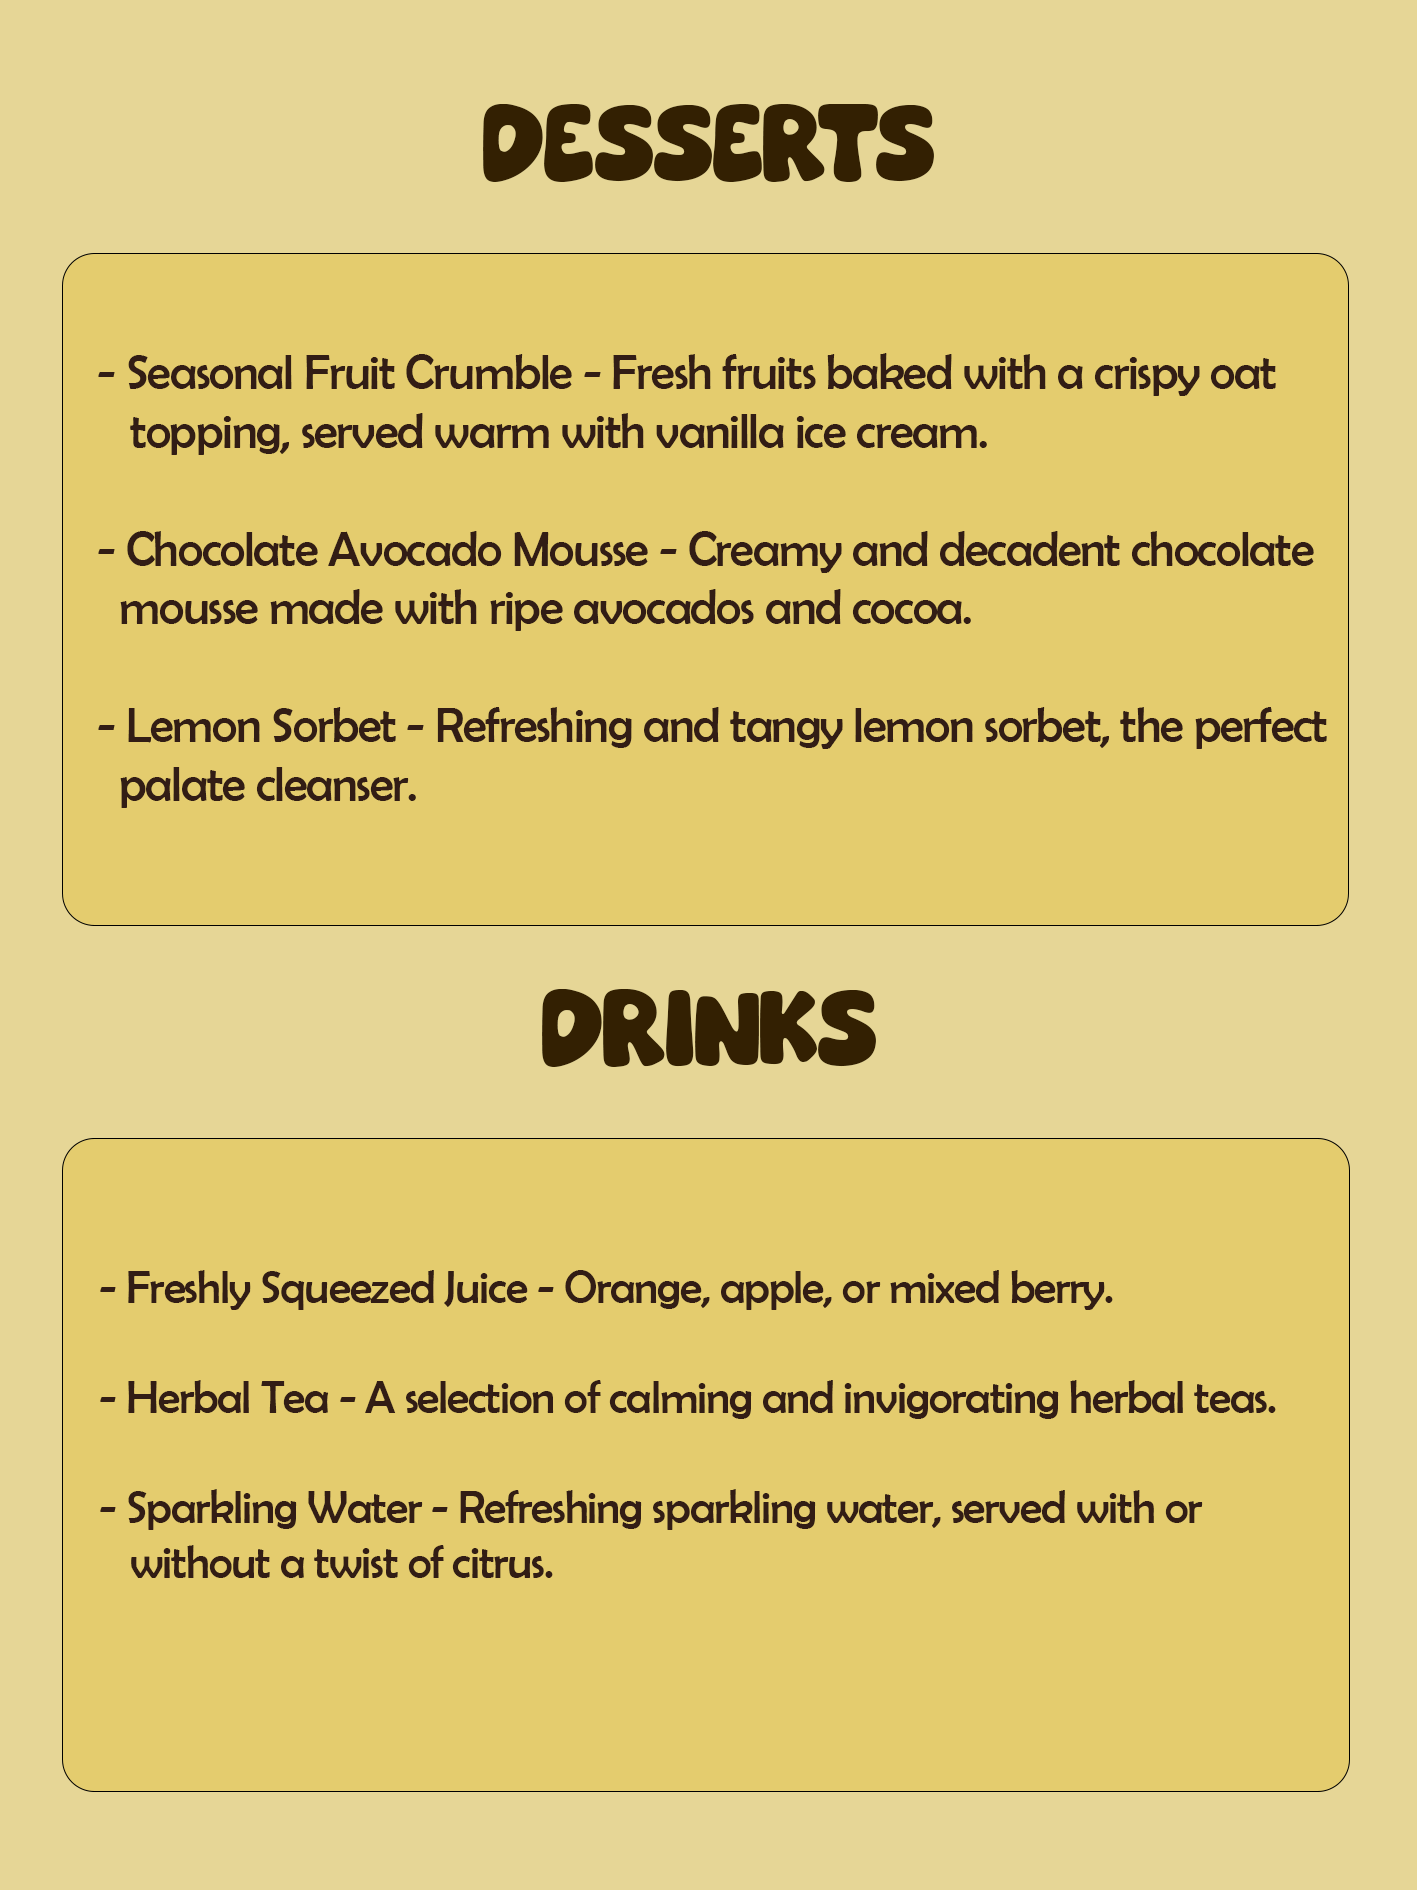 DESSERTS
- Seasonal Fruit Crumble - Fresh fruits baked with a crispy oat
topping, served warm with vanilla ice cream.
- Chocolate Avocado Mousse - Creamy and decadent chocolate
mousse made with ripe avocados and cocoa.
- Lemon Sorbet - Refreshing and tangy lemon sorbet, the perfect
palate cleanser.
DRINKS
- Freshly Squeezed Juice - Orange, apple, or mixed berry.
- Herbal Tea - A selection of calming and invigorating herbal teas.
- Sparkling Water - Refreshing sparkling water, served with or
without a twist of citrus.